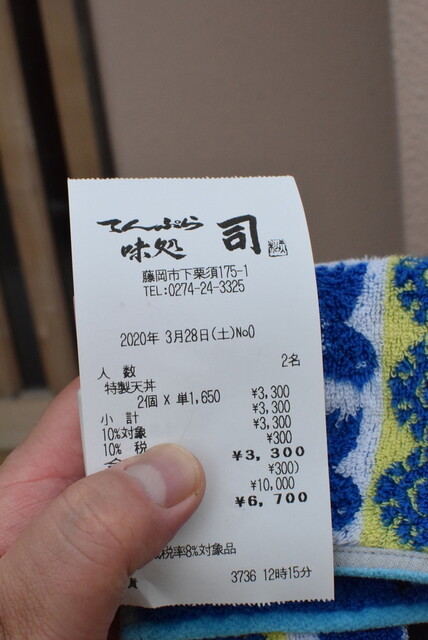 てんぷら
味処 司
藤岡市下栗須175-1
TEL:0274-24-3325
2020年 3月28日(土)No0
人 数 2名
特製天丼
2個 X 単1,650 ¥3,300
小 計 ¥3,300
10%対象 ¥3,300
10% 税 ¥300
¥3,300
¥300)
¥10,000
¥6,700
税率8%対象品
3736 12時15分